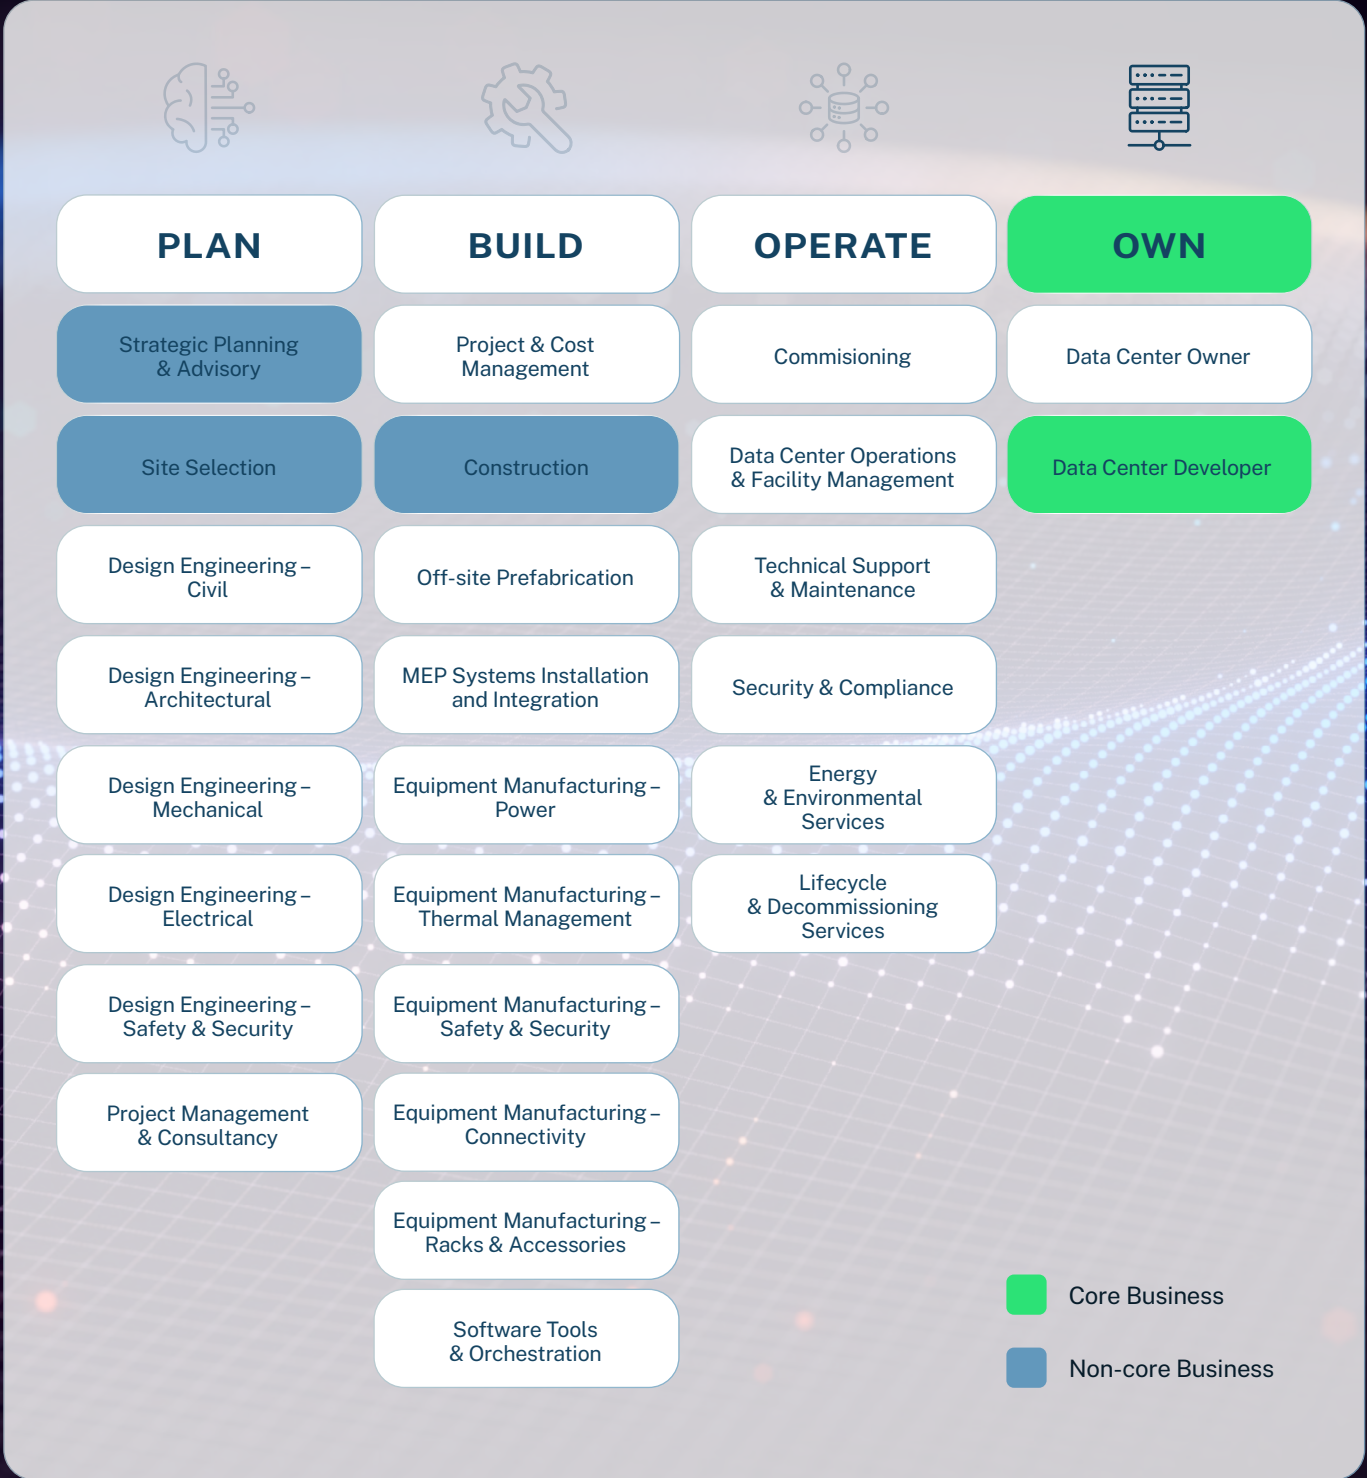 PLAN
Strategic Planning
& Advisory
Site Selection
Design Engineering –
Civil
Design Engineering –
Architectural
Design Engineering –
Mechanical
Design Engineering –
Electrical
Design Engineering –
Safety & Security
Project Management
& Consultancy
BUILD
Project & Cost
Management
Construction
Off-site Prefabrication
MEP Systems Installation
and Integration
Equipment Manufacturing –
Power
Equipment Manufacturing –
Thermal Management
Equipment Manufacturing –
Safety & Security
Equipment Manufacturing –
Connectivity
Equipment Manufacturing –
Racks & Accessories
Software Tools
& Orchestration
OPERATE
Commisioning
Data Center Operations
& Facility Management
Technical Support
& Maintenance
Security & Compliance
Energy
& Environmental
Services
Lifecycle
& Decommissioning
Services
OWN
Data Center Owner
Data Center Developer
Core Business
Non-core Business